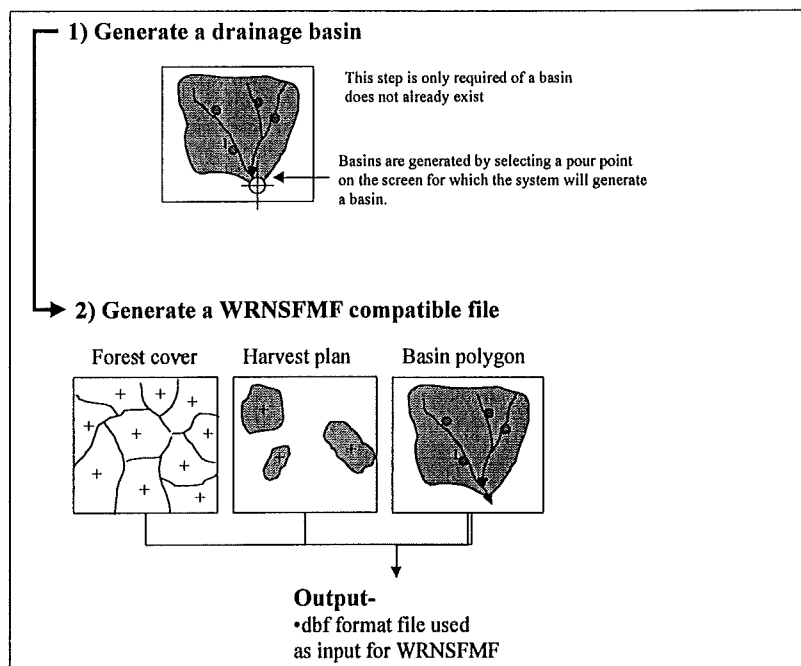 1) Generate a drainage basin
This step is only required of a basin
does not already exist
Basins are generated by selecting a pour point
on the screen for which the system will generate
a basin.
2) Generate a WRNSFMF compatible file
Forest cover
Harvest plan
Basin polygon
Output-
•dbf format file used
as input for WRNSFMF